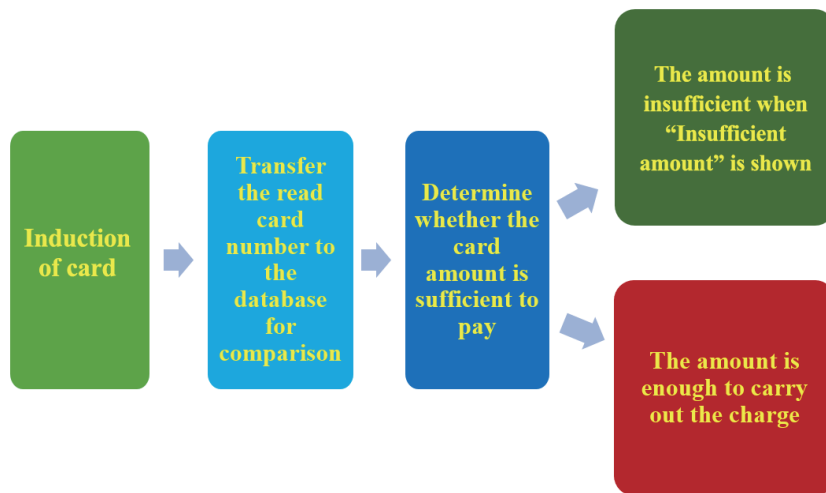 Induction
of card
Transfer
the read
card
number to
the
database
for
comparison
Determine
whether the
card
amount is
sufficient to
pay
The amount is
insufficient when
“Insufficient
amount” is shown
The amount is
enough to carry
out the charge